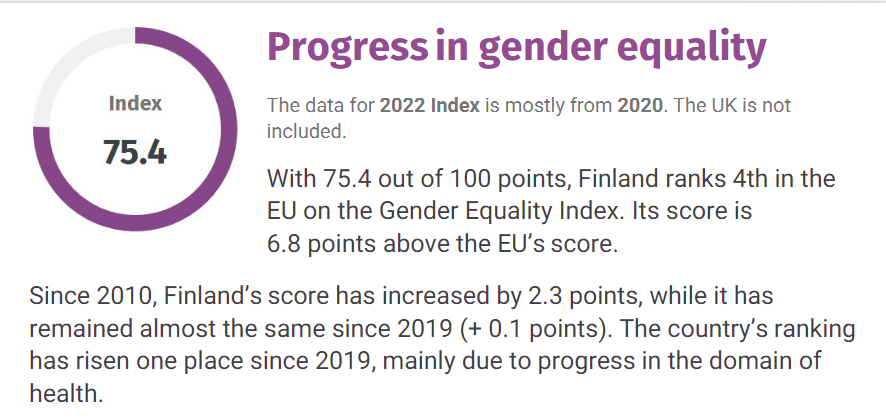 Index
75.4
Progress in gender equality
The data for 2022 Index is mostly from 2020. The UK is not
included.
With 75.4 out of 100 points, Finland ranks 4th in the
EU on the Gender Equality Index. Its score is
6.8 points above the EU’s score.
Since 2010, Finland’s score has increased by 2.3 points, while it has
remained almost the same since 2019 (+ 0.1 points). The country’s ranking
has risen one place since 2019, mainly due to progress in the domain of
health.